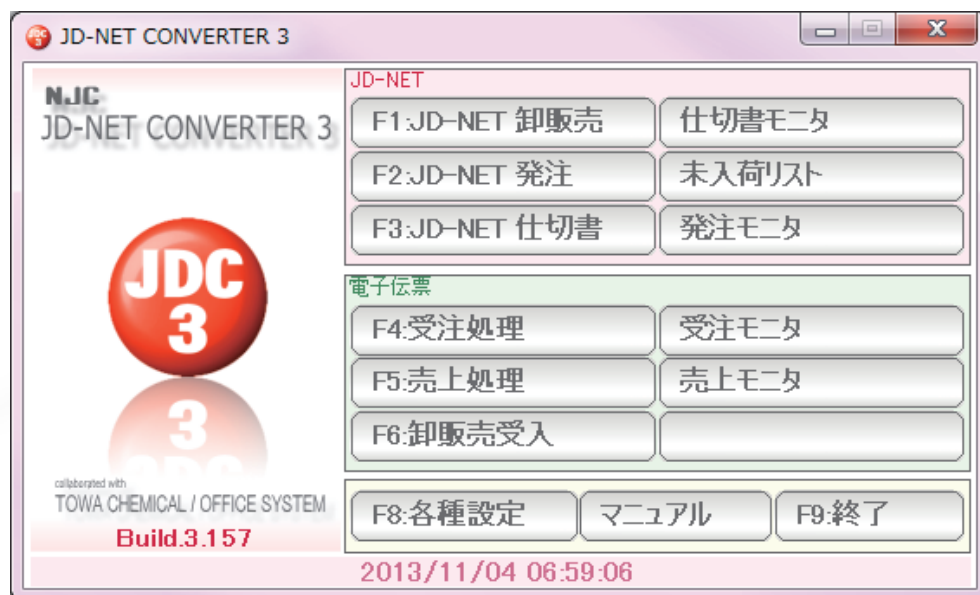 JD-NET CONVERTER 3
NJC
JD-NET CONVERTER 3
JDC
3
collaborated with
TOWA CHEMICAL / OFFICE SYSTEM
Build.3.157
JD-NET
F1:JD-NET 卸販売
仕切書モニタ
F2:JD-NET 発注
未入荷リスト
F3:JD-NET 仕切書
発注モニタ
電子伝票
F4:受注処理
受注モニタ
F5:売上処理
売上モニタ
F6:卸販売受入
F8:各種設定
マニュアル
F9:終了
2013/11/04 06:59:06